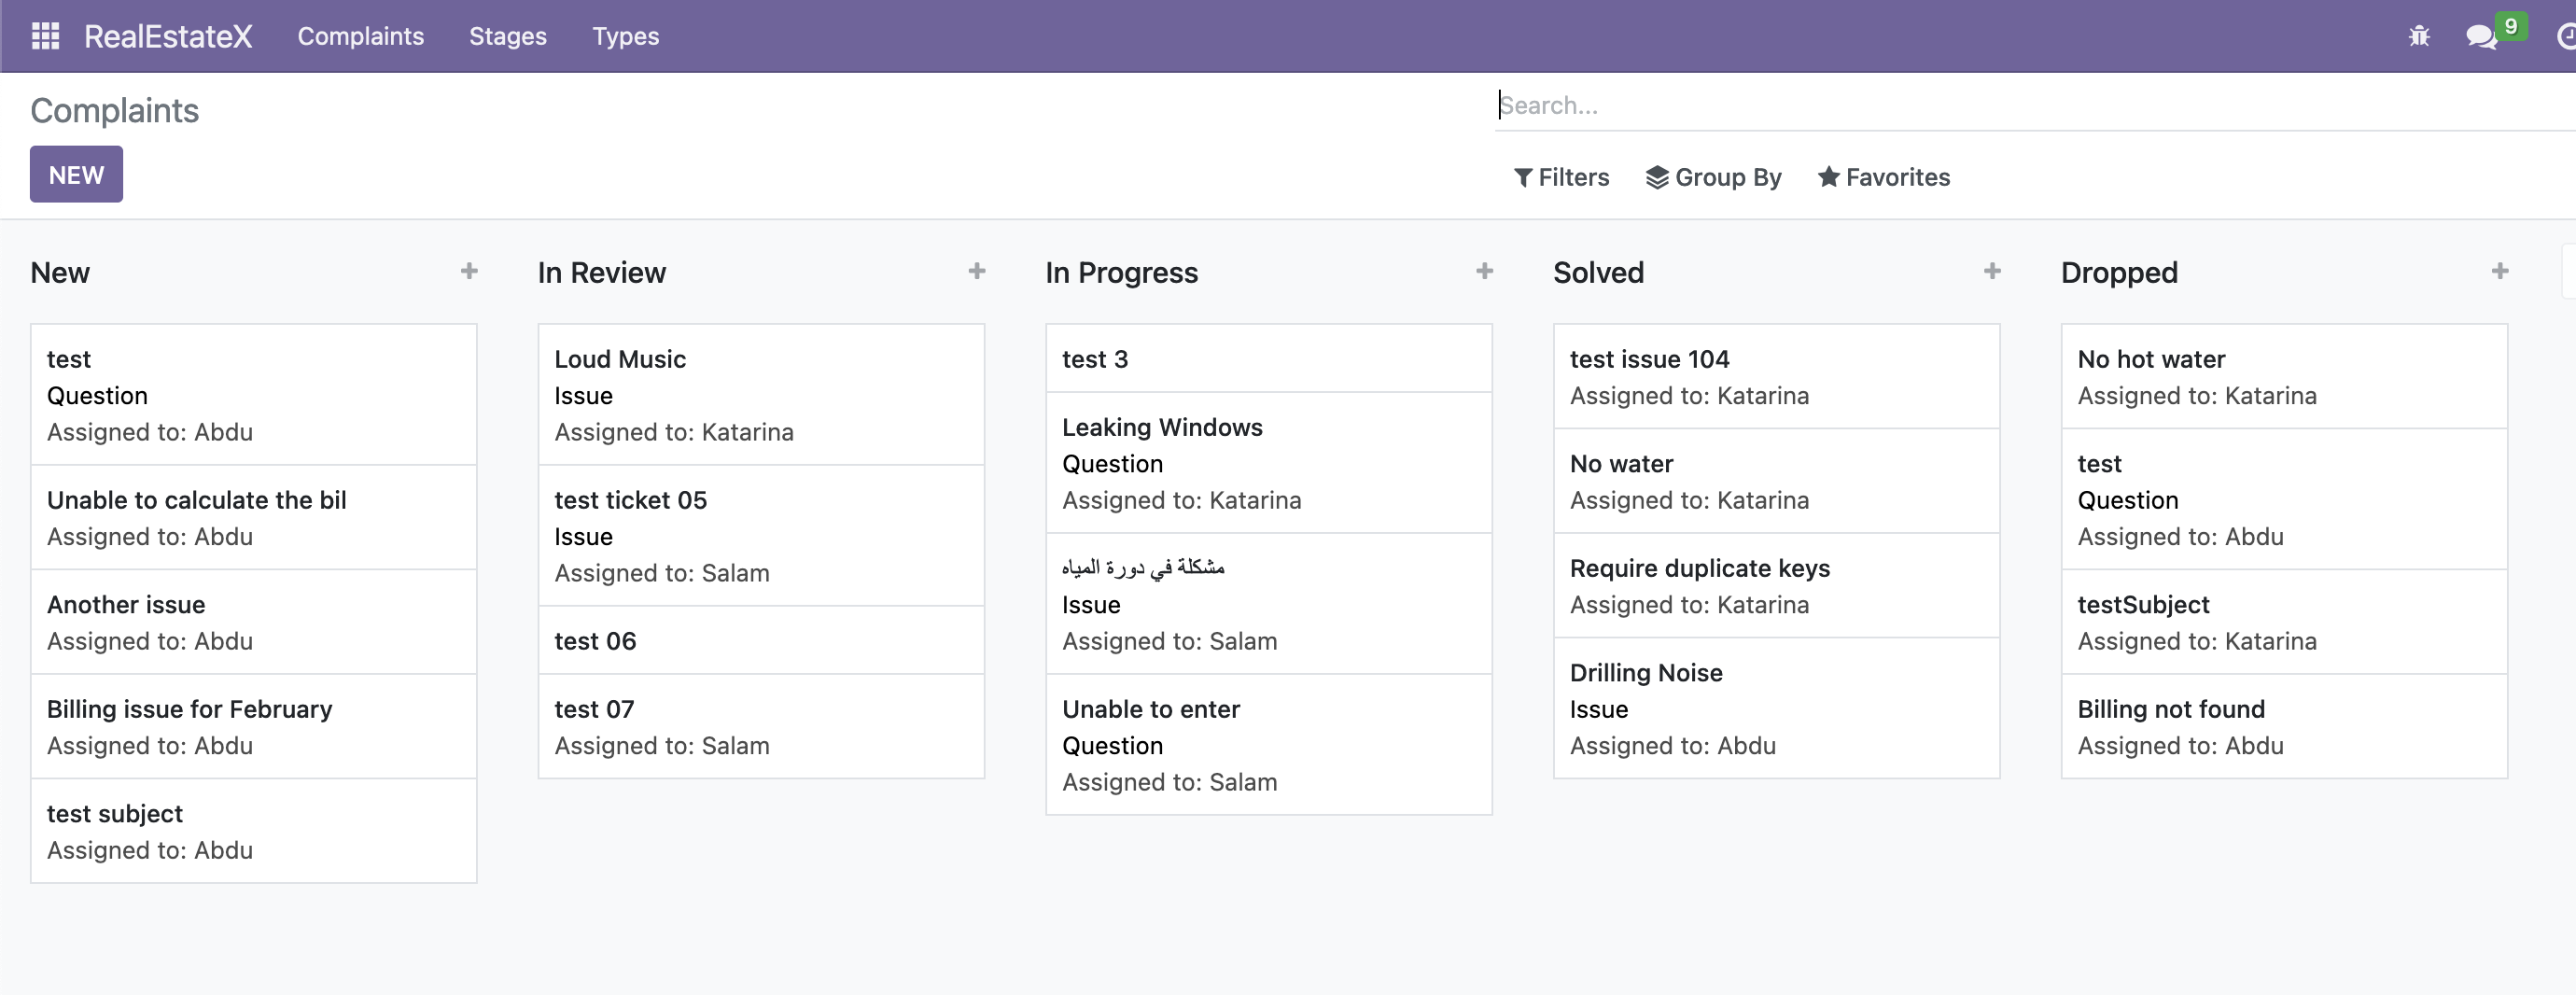 RealEstateX Complaints Stages Types 9
Complaints
Search...
NEW
Filters Group By Favorites
New
test
Question
Assigned to: Abdu
Unable to calculate the bil
Assigned to: Abdu
Another issue
Assigned to: Abdu
Billing issue for February
Assigned to: Abdu
test subject
Assigned to: Abdu
In Review
Loud Music
Issue
Assigned to: Katarina
test ticket 05
Issue
Assigned to: Salam
test 06
test 07
Assigned to: Salam
In Progress
test 3
Leaking Windows
Question
Assigned to: Katarina
مشكلة في دورة المياه
Issue
Assigned to: Salam
Unable to enter
Question
Assigned to: Salam
Solved
test issue 104
Assigned to: Katarina
No water
Assigned to: Katarina
Require duplicate keys
Assigned to: Katarina
Drilling Noise
Issue
Assigned to: Abdu
Dropped
No hot water
Assigned to: Katarina
test
Question
Assigned to: Abdu
testSubject
Assigned to: Katarina
Billing not found
Assigned to: Abdu